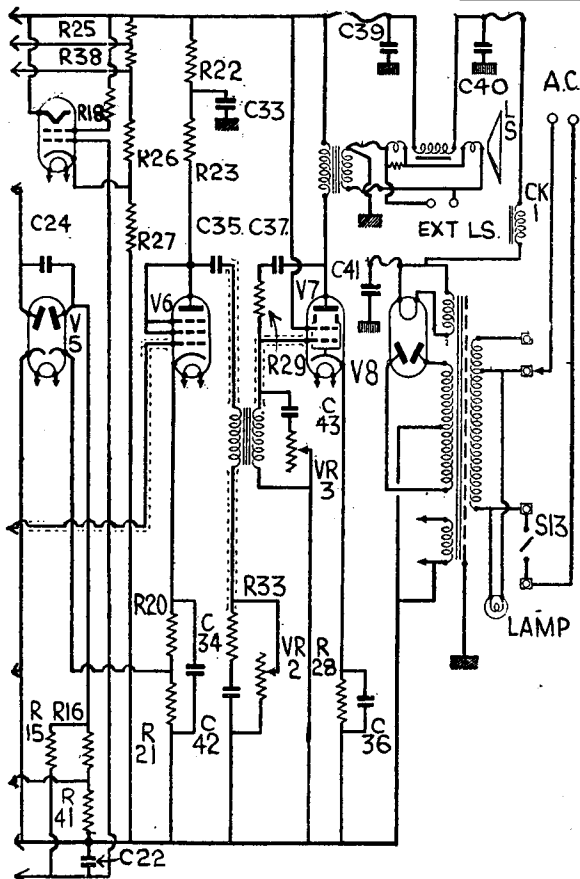 R25
R38
R18
R22
C33
R23
R26
R27
C39
C40
LS
A.C.
EXT LS.
CK
1
C24
V
5
V6
C35
C37
V7
C41
V8
R29
C
43
VR
3
S13
LAMP
R20
C
34
R
21
C
42
R33
VR
2
R
28
C
36
R
15
R16
R
41
C22